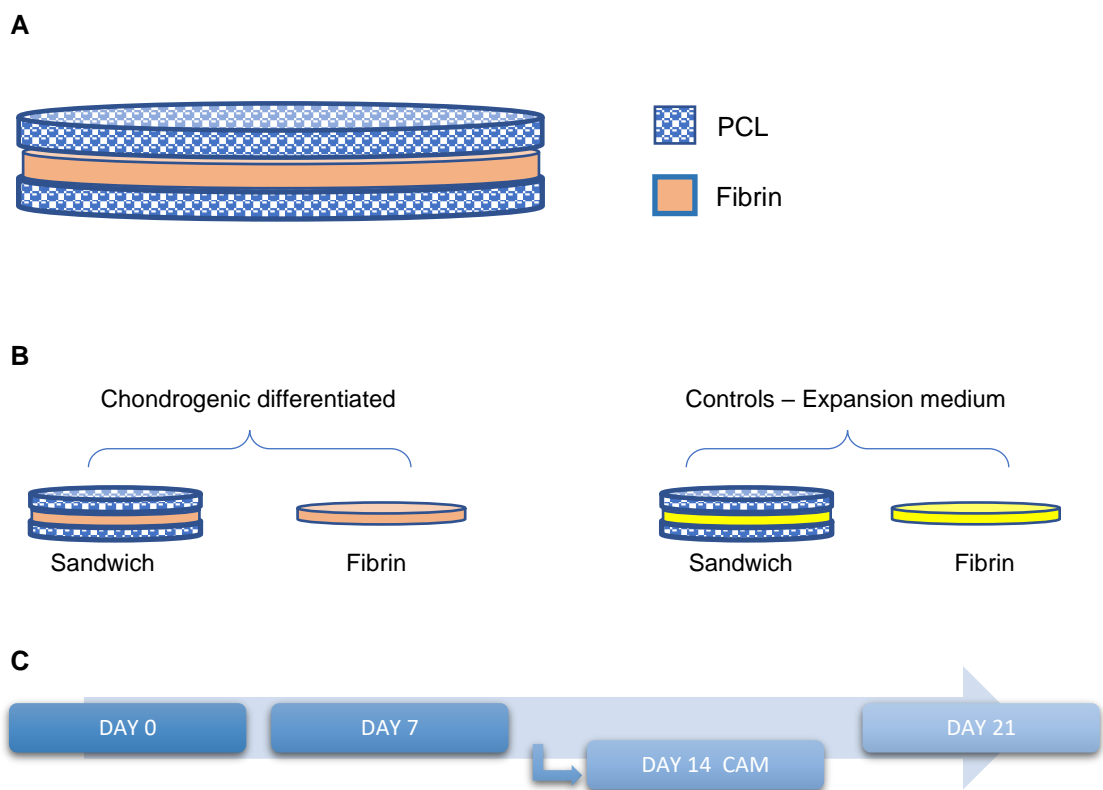 A
PCL
Fibrin
B
Chondrogenic differentiated
Controls – Expansion medium
Sandwich
Fibrin
Sandwich
Fibrin
C
DAY 0
DAY 7
DAY 14 CAM
DAY 21